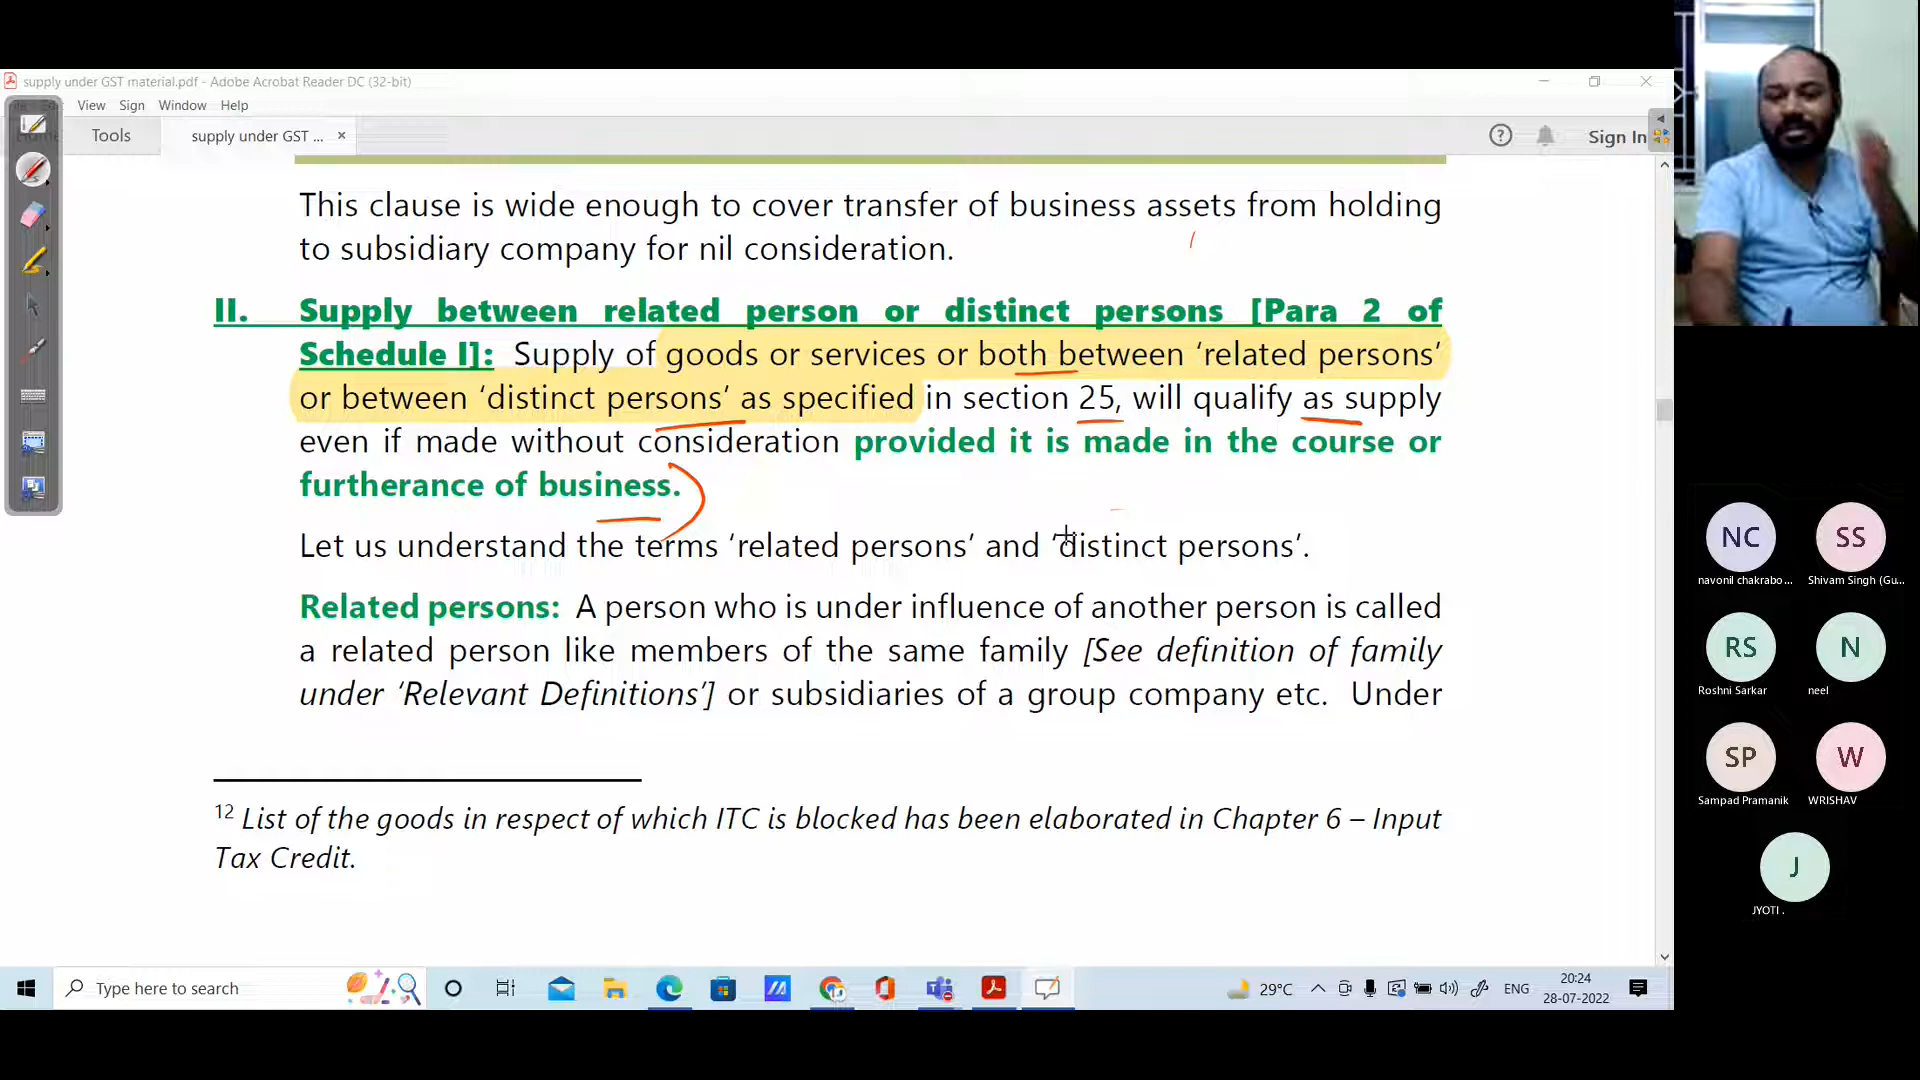 supply under GST material.pdf - Adobe Acrobat Reader DC (32-bit)
View Sign Window Help
Tools
supply under GST ... ×
Sign In
This clause is wide enough to cover transfer of business assets from holding
to subsidiary company for nil consideration.
II. Supply between related person or distinct persons [Para 2 of
Schedule I]: Supply of goods or services or both between ‘related persons’
or between ‘distinct persons’ as specified in section 25, will qualify as supply
even if made without consideration provided it is made in the course or
furtherance of business.
Let us understand the terms ‘related persons’ and ‘distinct persons’.
Related persons: A person who is under influence of another person is called
a related person like members of the same family [See definition of family
under ‘Relevant Definitions’] or subsidiaries of a group company etc. Under
12 List of the goods in respect of which ITC is blocked has been elaborated in Chapter 6 – Input
Tax Credit.
NC
navonil chakrabo...
SS
Shivam Singh (Gu...
RS
Roshni Sarkar
N
neel
SP
Sampad Pramanik
W
WRISHAV
J
JYOTI .
Type here to search
29°C
ENG
20:24
28-07-2022